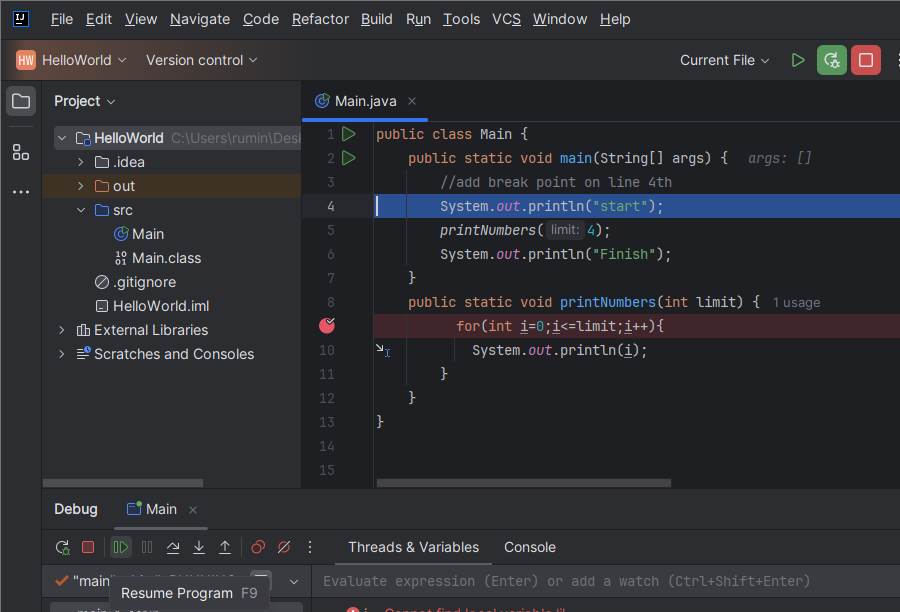 File Edit View Navigate Code Refactor Build Run Tools VCS Window Help
HW HelloWorld Version control Current File
Project
Main.java
HelloWorld C:\Users\rumin\Des
.idea
out
src
Main
Main.class
.gitignore
HelloWorld.iml
External Libraries
Scratches and Consoles
1 public class Main {
2 public static void main(String[] args) { args: []
3 //add break point on line 4th
4 System.out.println("start");
5 printNumbers( limit: 4);
6 System.out.println("Finish");
7 }
8 public static void printNumbers(int limit) { 1 usage
for(int i=0;i<=limit;i++){
10 System.out.println(i);
11 }
12 }
13 }
14
15
Debug Main
Threads & Variables Console
"main"
Evaluate expression (Enter) or add a watch (Ctrl+Shift+Enter)
Resume Program F9
Cannot find local variable 'i'